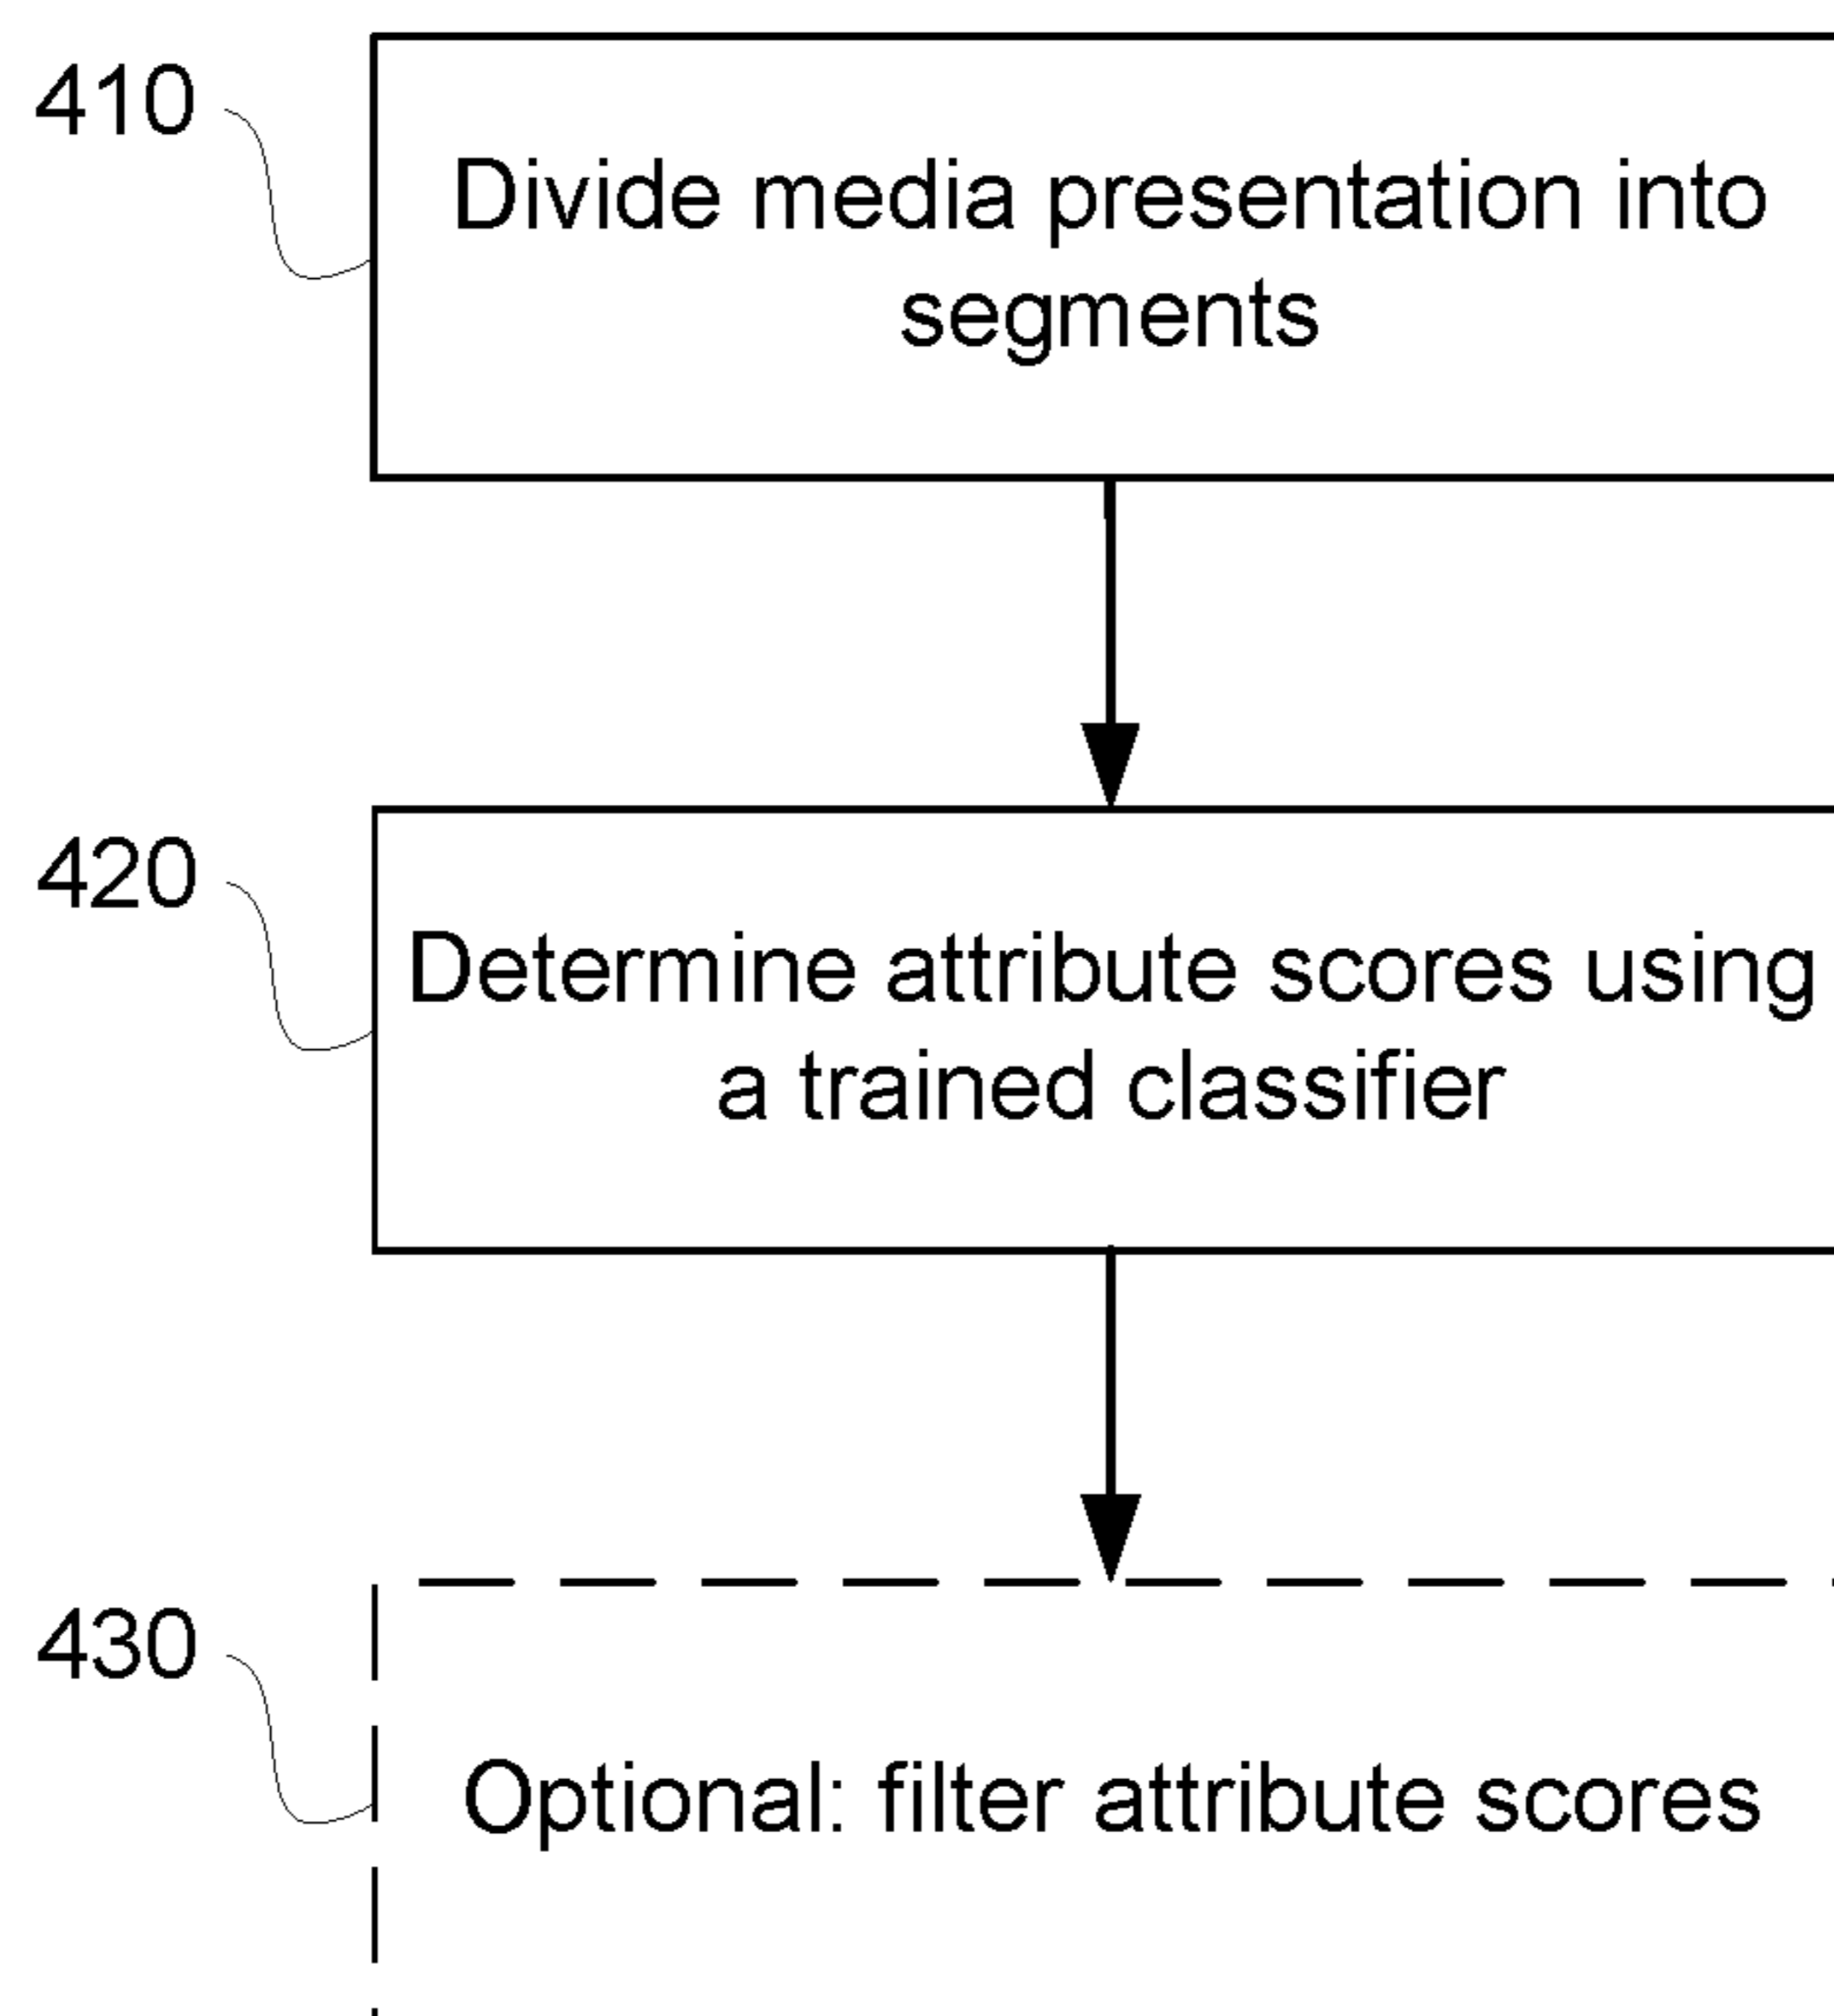 410
Divide media presentation into
segments
420
Determine attribute scores using
a trained classifier
430
Optional: filter attribute scores